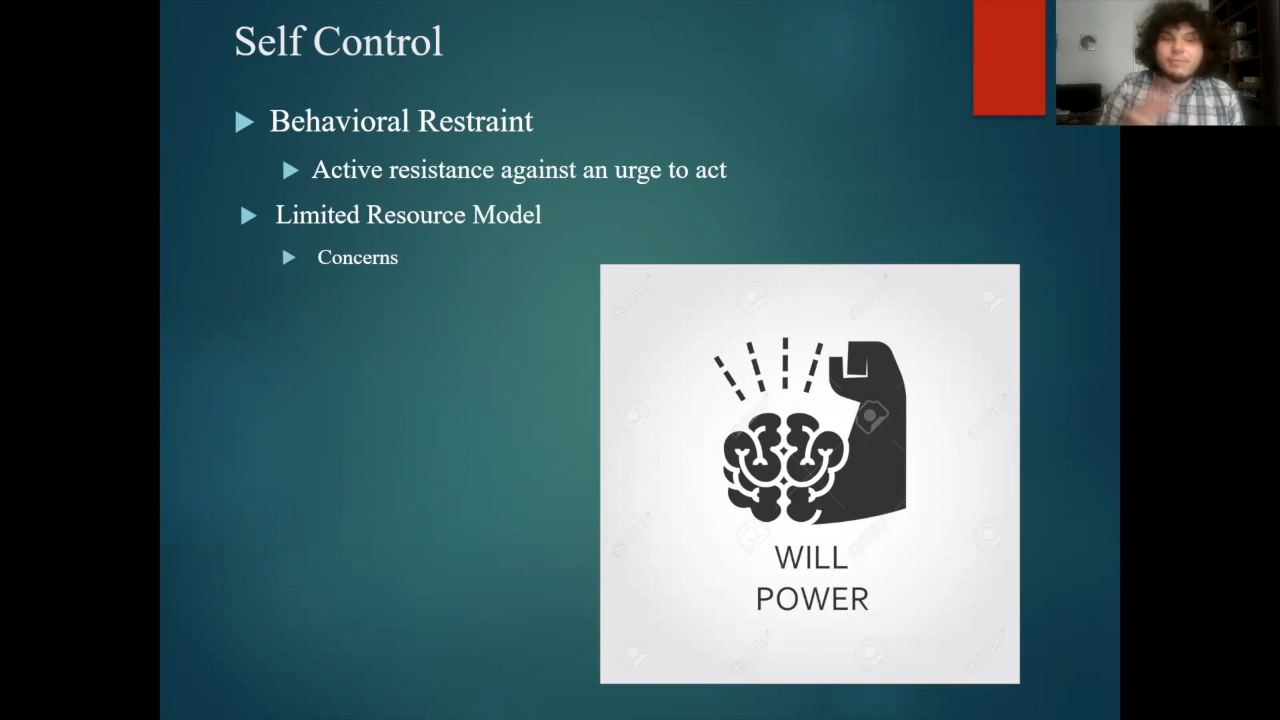 Self Control
Behavioral Restraint
Active resistance against an urge to act
Limited Resource Model
Concerns
WILL
POWER